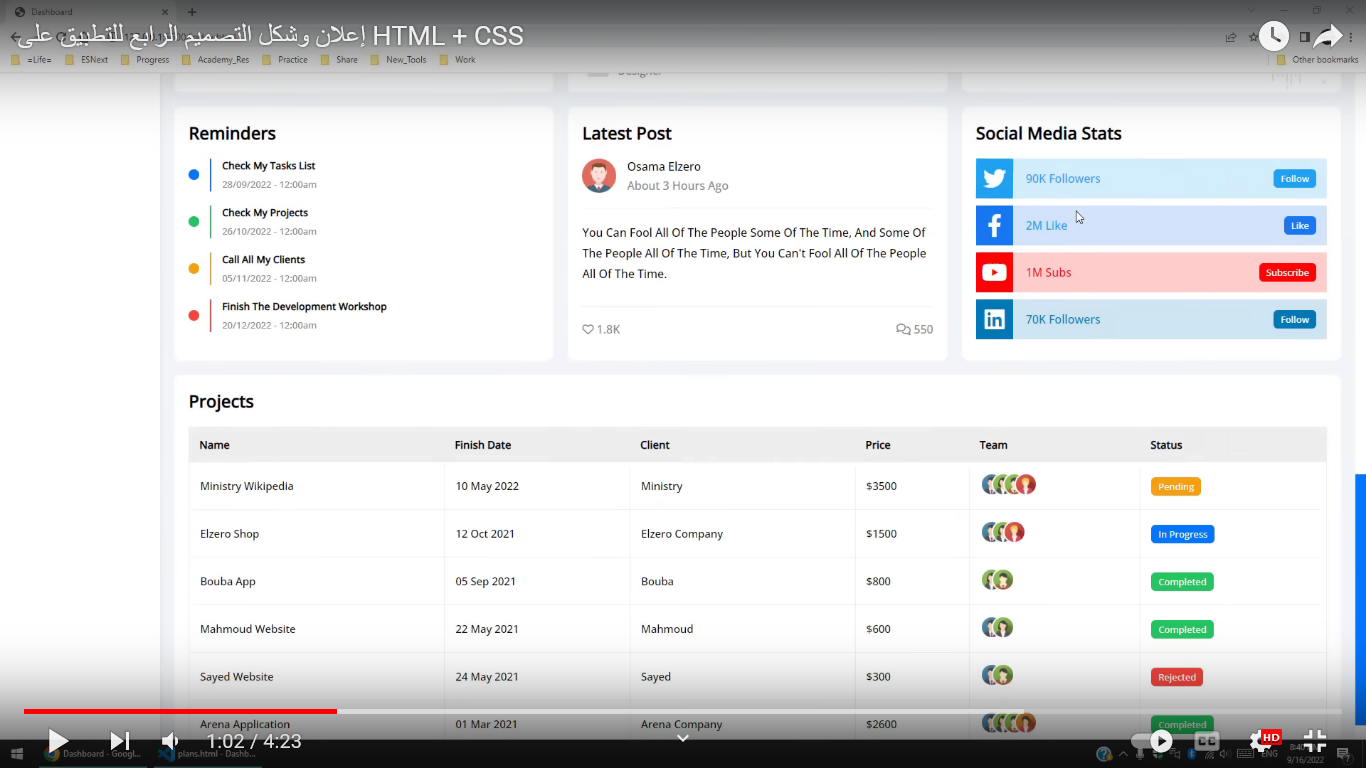 Dashboard
إعلان وشكل التصميم الرابع للتطبيق على HTML + CSS
=Life=
ESNext
Progress
Academy_Res
Practice
Share
New_Tools
Work
Other bookmarks
Designer
Reminders
Check My Tasks List
28/09/2022 - 12:00am
Check My Projects
26/10/2022 - 12:00am
Call All My Clients
05/11/2022 - 12:00am
Finish The Development Workshop
20/12/2022 - 12:00am
Latest Post
Osama Elzero
About 3 Hours Ago
You Can Fool All Of The People Some Of The Time, And Some Of
The People All Of The Time, But You Can't Fool All Of The People
All Of The Time.
1.8K
550
Social Media Stats
90K Followers
Follow
2M Like
Like
1M Subs
Subscribe
in
70K Followers
Follow
Projects
Name Finish Date Client Price Team Status
Ministry Wikipedia 10 May 2022 Ministry $3500 Pending
Elzero Shop 12 Oct 2021 Elzero Company $1500 In Progress
Bouba App 05 Sep 2021 Bouba $800 Completed
Mahmoud Website 22 May 2021 Mahmoud $600 Completed
Sayed Website 24 May 2021 Sayed $300 Rejected
Arena Application 01 Mar 2021 Arena Company $2600 Completed
1:02 / 4:23
CC
HD
Dashboard - Googl...
plans.html - Dashb...
ENG
9/16/2022